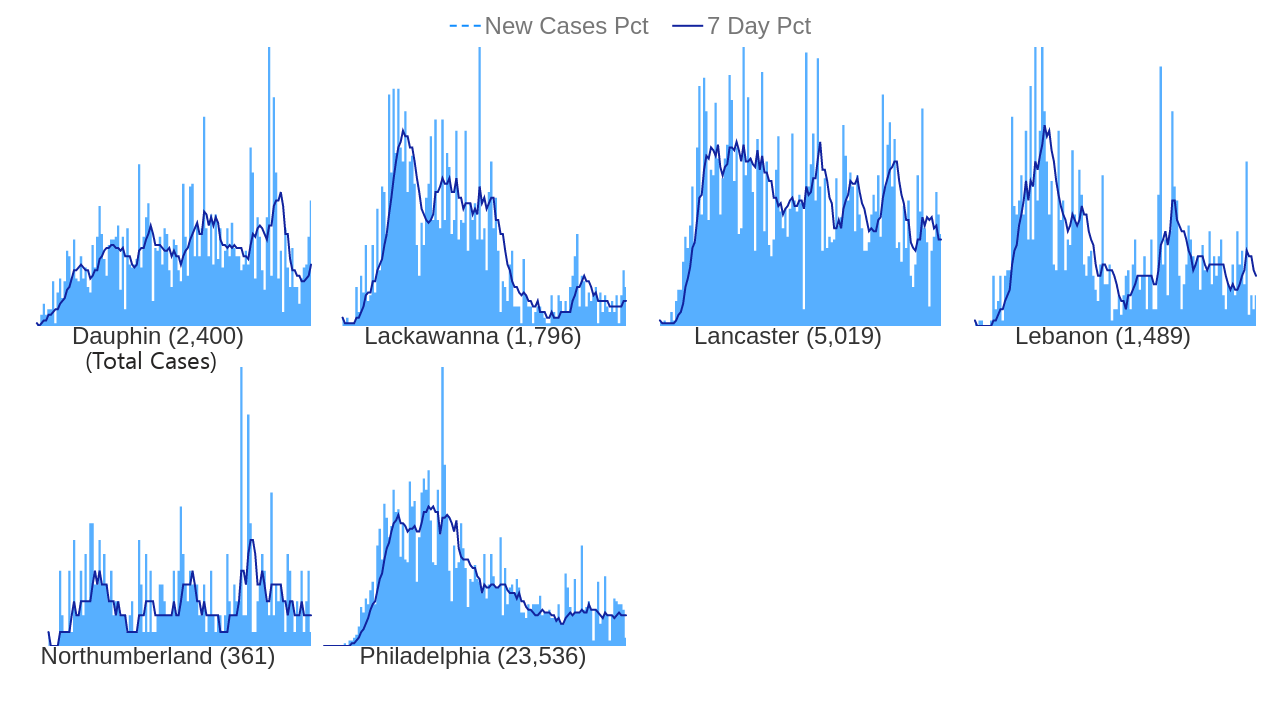 New Cases Pct 7 Day Pct
Dauphin (2,400) Lackawanna (1,796) Lancaster (5,019) Lebanon (1,489)
(Total Cases)
Northumberland (361) Philadelphia (23,536)